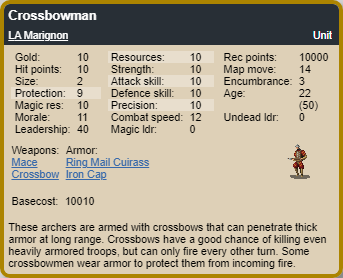 Crossbowman
LA Marignon Unit
Gold: 10 Resources: 10 Rec points: 10000
Hit points: 10 Strength: 10 Map move: 14
Size: 2 Attack skill: 10 Encumbrance: 3
Protection: 9 Defence skill: 10 Age: 22
Magic res: 10 Precision: 10 (50)
Morale: 11 Combat speed: 12 Undead ldr: 0
Leadership: 40 Magic ldr: 0
Weapons: Armor:
Mace Ring Mail Cuirass
Crossbow Iron Cap
Basecost: 10010
These archers are armed with crossbows that can penetrate thick
armor at long range. Crossbows have a good chance of killing even
heavily armored troops, but can only fire every other turn. Some
crossbowmen wear armor to protect them from incoming fire.